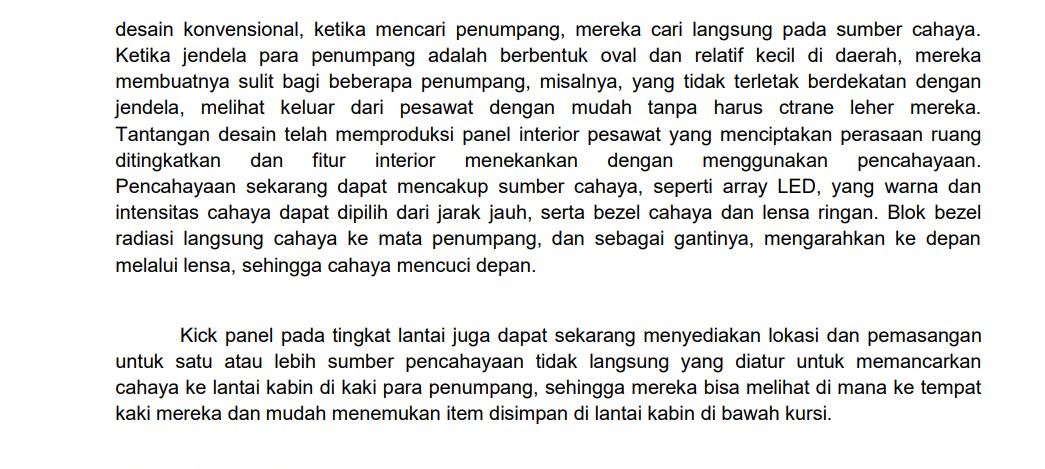 desain konvensional, ketika mencari penumpang, mereka cari langsung pada sumber cahaya.
Ketika jendela para penumpang adalah berbentuk oval dan relatif kecil di daerah, mereka
membuatnya sulit bagi beberapa penumpang, misalnya, yang tidak terletak berdekatan dengan
jendela, melihat keluar dari pesawat dengan mudah tanpa harus ctrane leher mereka.
Tantangan desain telah memproduksi panel interior pesawat yang menciptakan perasaan ruang
ditingkatkan dan fitur interior menekankan dengan menggunakan pencahayaan.
Pencahayaan sekarang dapat mencakup sumber cahaya, seperti array LED, yang warna dan
intensitas cahaya dapat dipilih dari jarak jauh, serta bezel cahaya dan lensa ringan. Blok bezel
radiasi langsung cahaya ke mata penumpang, dan sebagai gantinya, mengarahkan ke depan
melalui lensa, sehingga cahaya mencuci depan.
Kick panel pada tingkat lantai juga dapat sekarang menyediakan lokasi dan pemasangan
untuk satu atau lebih sumber pencahayaan tidak langsung yang diatur untuk memancarkan
cahaya ke lantai kabin di kaki para penumpang, sehingga mereka bisa melihat di mana ke tempat
kaki mereka dan mudah menemukan item disimpan di lantai kabin di bawah kursi.